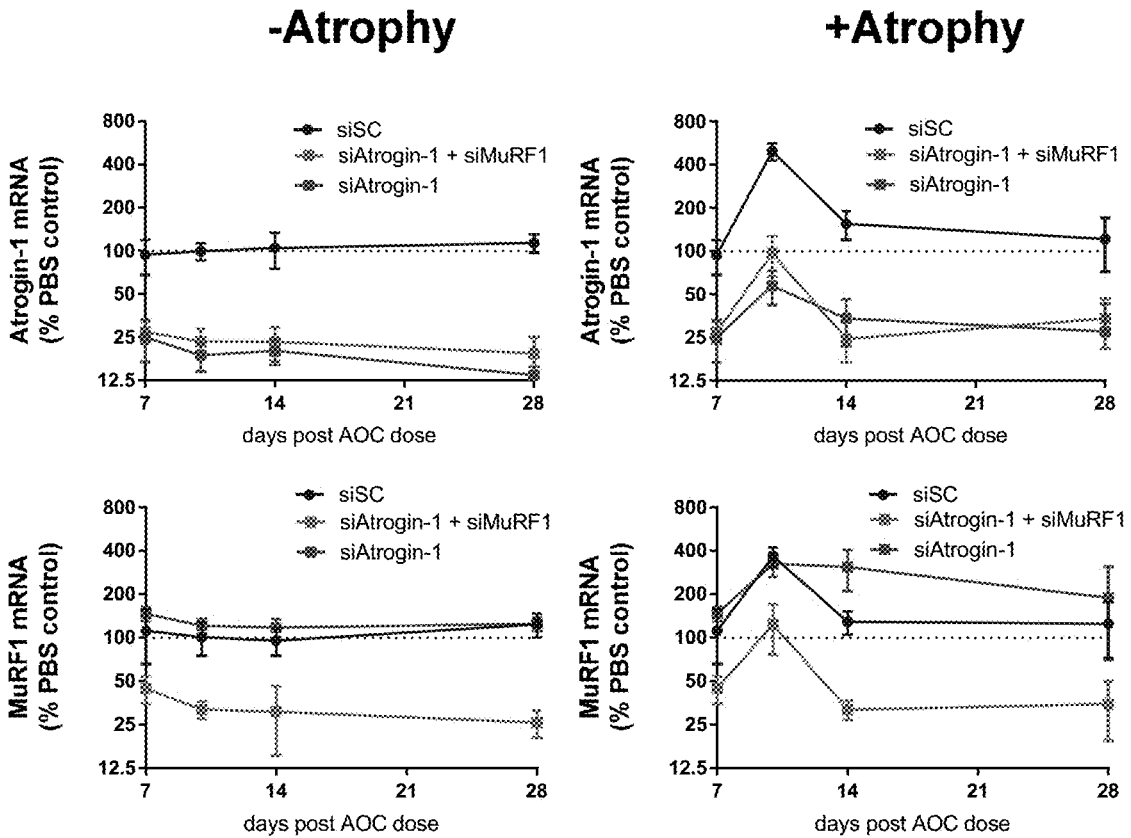 -Atrophy
+Atrophy
Atrogin-1 mRNA
(% PBS control)
800
400
200
100
50
25
12.5
siSC
siAtrogin-1 + siMuRF1
siAtrogin-1
7
14
21
28
days post AOC dose
Atrogin-1 mRNA
(% PBS control)
800
400
200
100
50
25
12.5
siSC
siAtrogin-1 + siMuRF1
siAtrogin-1
7
14
21
28
days post AOC dose
MuRF1 mRNA
(% PBS control)
800
400
200
100
50
25
12.5
siSC
siAtrogin-1 + siMuRF1
siAtrogin-1
7
14
21
28
days post AOC dose
MuRF1 mRNA
(% PBS control)
800
400
200
100
50
25
12.5
siSC
siAtrogin-1 + siMuRF1
siAtrogin-1
7
14
21
28
days post AOC dose